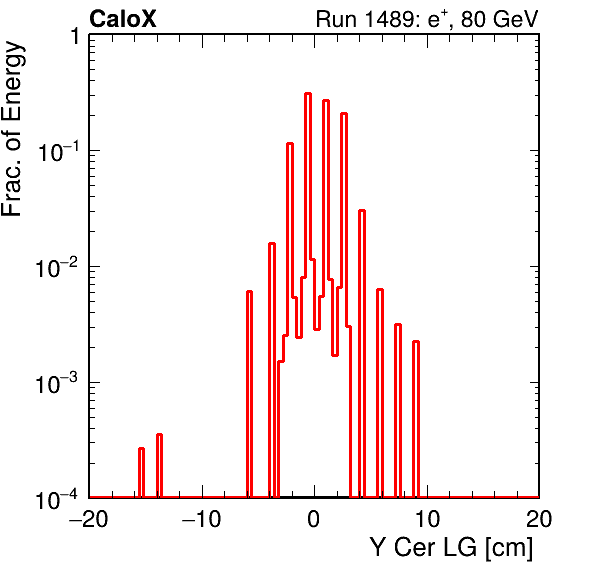 CaloX Run 1489: e⁺, 80 GeV
Frac. of Energy
1
10⁻¹
10⁻²
10⁻³
10⁻⁴
−20 −10 0 10 20
Y Cer LG [cm]